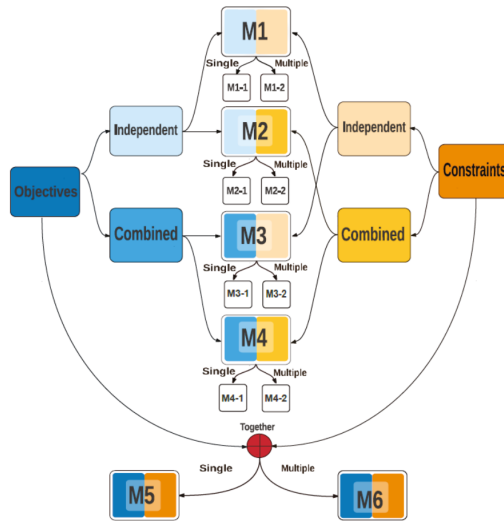 M1
Single
Multiple
M1-1
M1-2
Independent
M2
Independent
Single
Multiple
M2-1
M2-2
Objectives
Constraints
Combined
M3
Combined
Single
Multiple
M3-1
M3-2
M4
Single
Multiple
M4-1
M4-2
Together
Single
Multiple
M5
M6